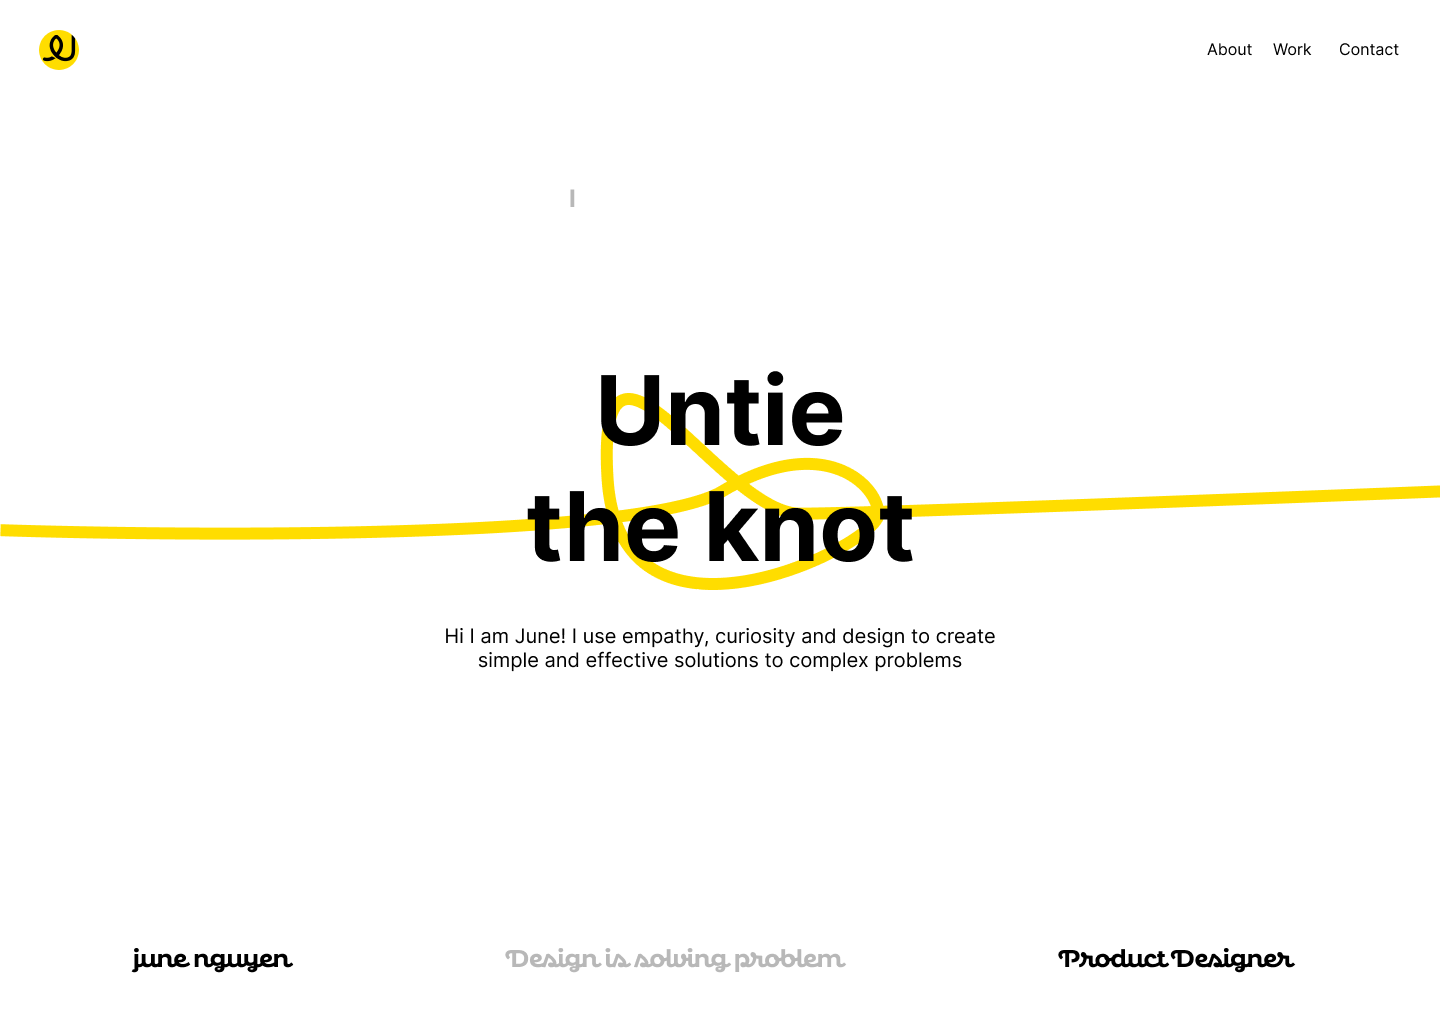 About Work Contact
I
Untie
the knot
Hi I am June! I use empathy, curiosity and design to create
simple and effective solutions to complex problems
june nguyen
Design is solving problem
Product Designer